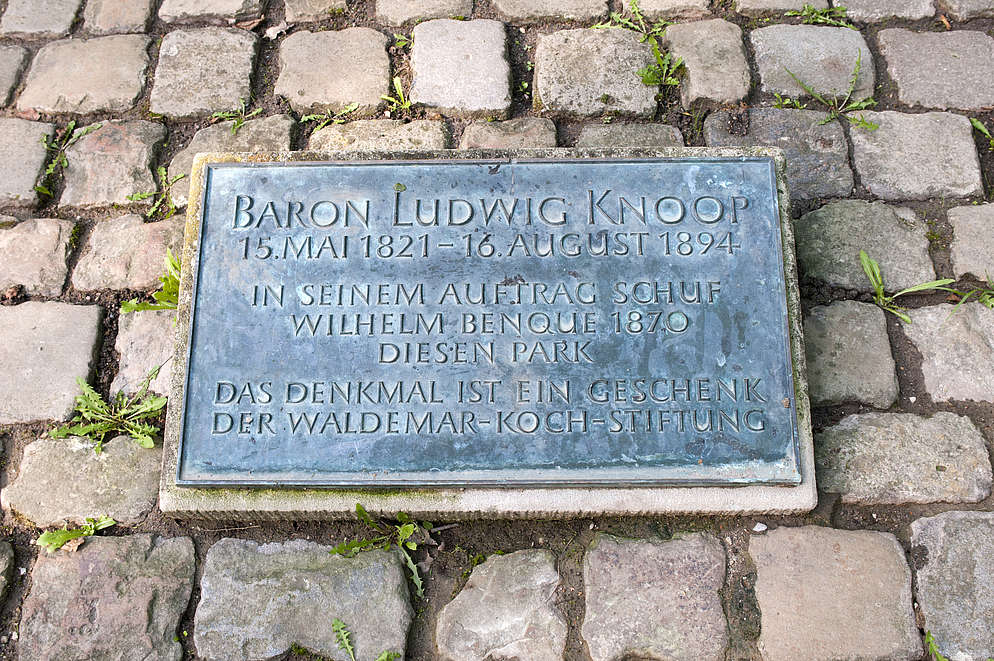 BARON LUDWIG KNOOP
15. MAI 1821 – 16. AUGUST 1894
IN SEINEM AUFTRAG SCHUF
WILHELM BENQUE 1870
DIESEN PARK
DAS DENKMAL IST EIN GESCHENK
DER WALDEMAR-KOCH-STIFTUNG